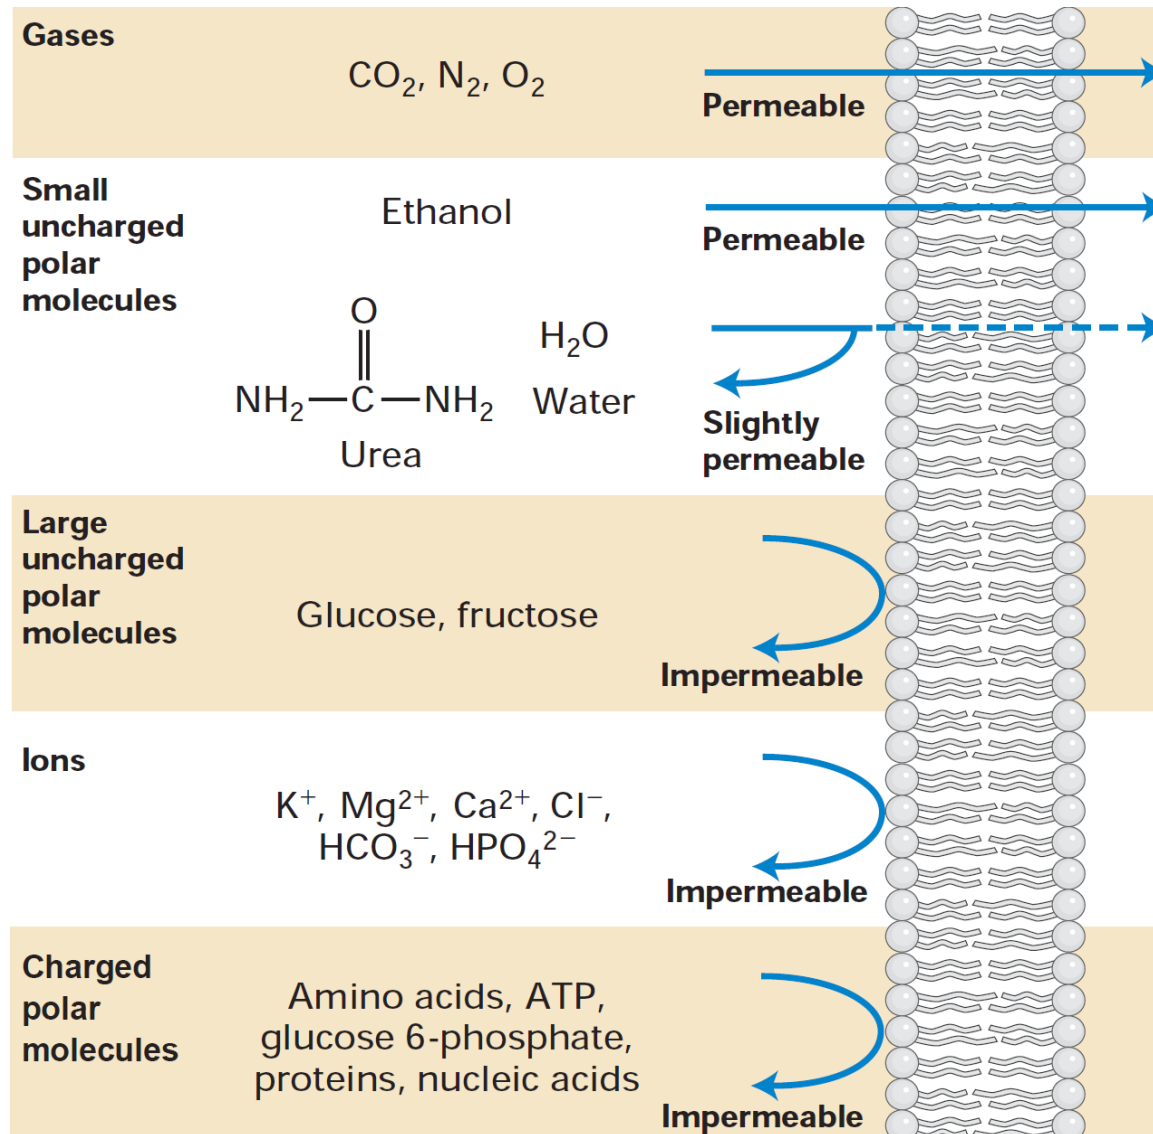 Gases
CO₂, N₂, O₂
Permeable
Small
uncharged
polar
molecules
Ethanol
Permeable
O
NH₂—C—NH₂
Urea
H₂O
Water
Slightly
permeable
Large
uncharged
polar
molecules
Glucose, fructose
Impermeable
Ions
K⁺, Mg²⁺, Ca²⁺, Cl⁻,
HCO₃⁻, HPO₄²⁻
Impermeable
Charged
polar
molecules
Amino acids, ATP,
glucose 6-phosphate,
proteins, nucleic acids
Impermeable